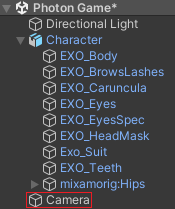 Photon Game*
Directional Light
Character
EXO_Body
EXO_BrowsLashes
EXO_Caruncula
EXO_Eyes
EXO_EyesSpec
EXO_HeadMask
Exo_Suit
EXO_Teeth
mixamorig:Hips
Camera